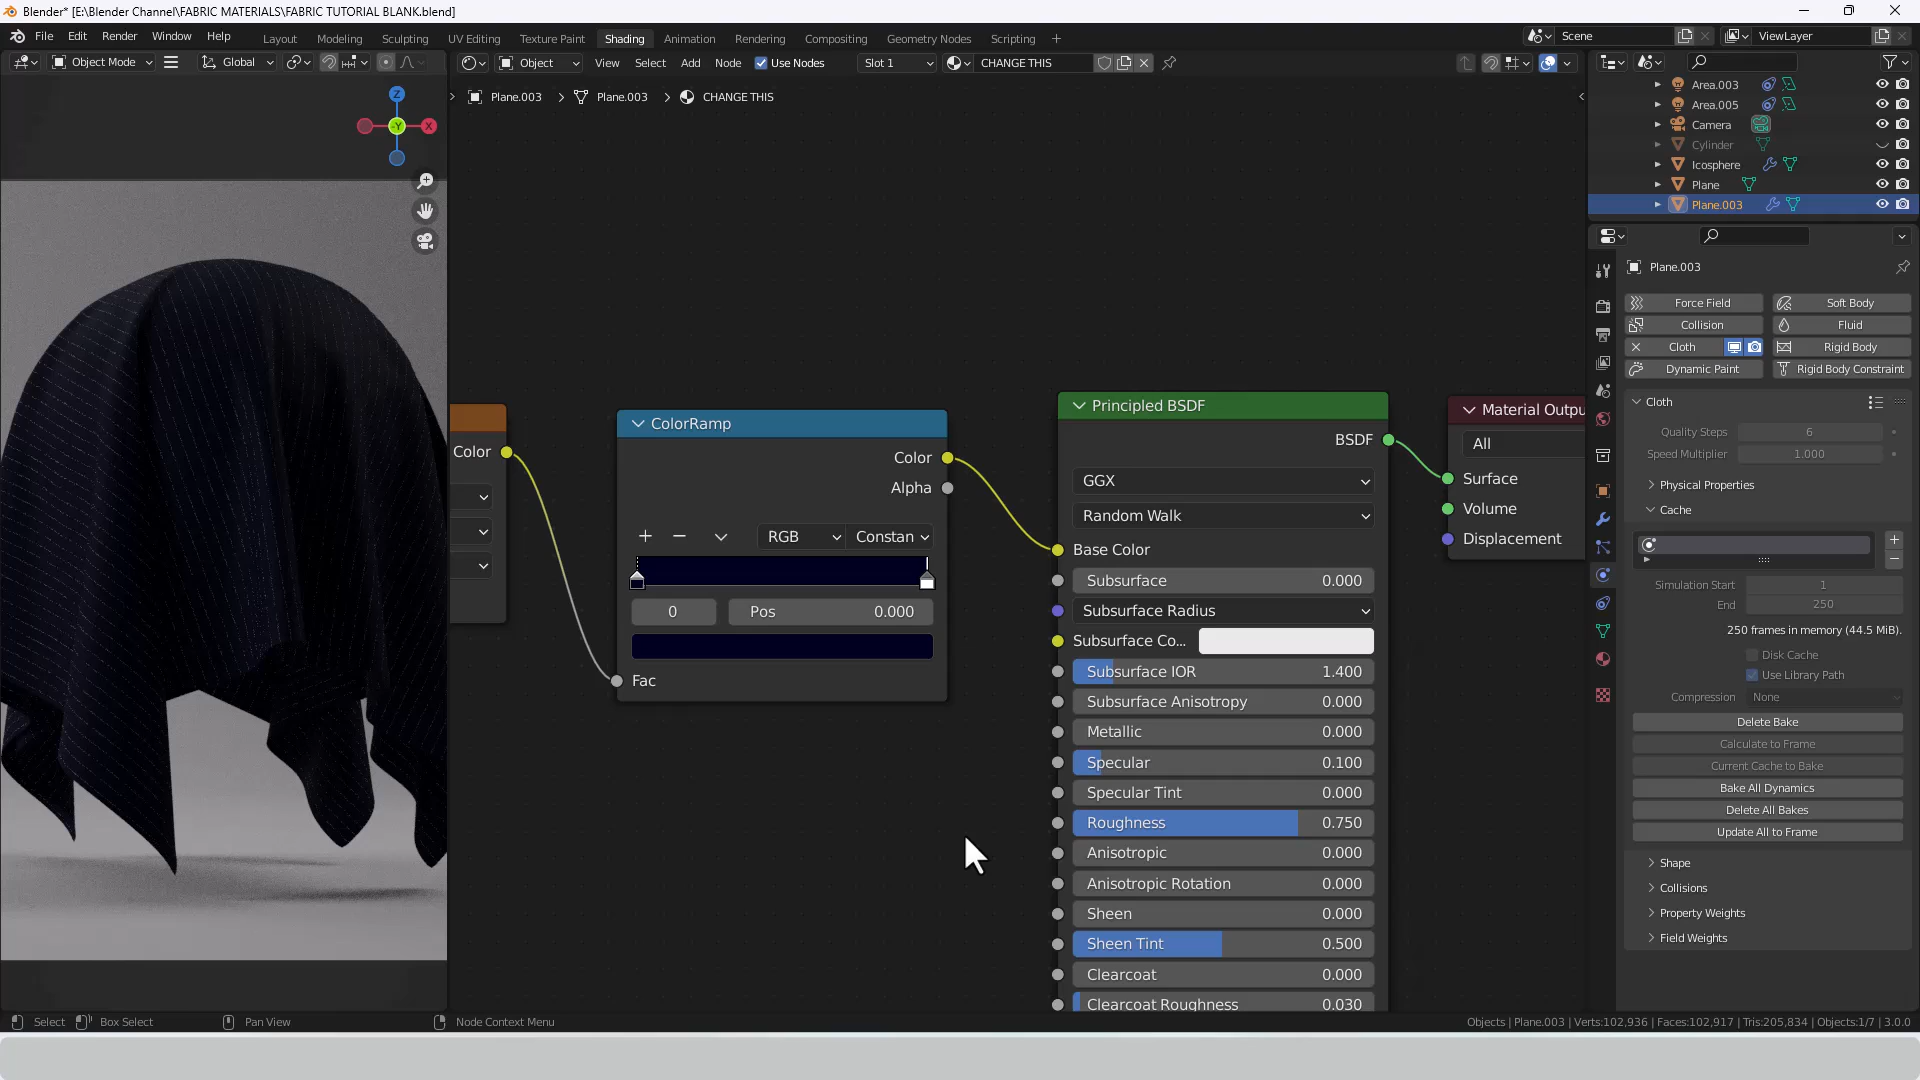 Blender* [E:\Blender Channel\FABRIC MATERIALS\FABRIC TUTORIAL BLANK.blend]
File Edit Render Window Help Layout Modeling Sculpting UV Editing Texture Paint Shading Animation Rendering Compositing Geometry Nodes Scripting + Scene ViewLayer
Object Mode Global Object View Select Add Node Use Nodes Slot 1 CHANGE THIS
Plane.003 > Plane.003 > CHANGE THIS
Z
-Y
X
Area.003
Area.005
Camera
Cylinder
Icosphere
Plane
Plane.003
Plane.003
Force Field Soft Body
Collision Fluid
Cloth Rigid Body
Dynamic Paint Rigid Body Constraint
Cloth
Quality Steps 6
Speed Multiplier 1.000
Physical Properties
Cache
Simulation Start 1
End 250
250 frames in memory (44.5 MiB).
Disk Cache
Use Library Path
Compression None
Delete Bake
Calculate to Frame
Current Cache to Bake
Bake All Dynamics
Delete All Bakes
Update All to Frame
Shape
Collisions
Property Weights
Field Weights
Color
ColorRamp
Color
Alpha
RGB Constan
0 Pos 0.000
Fac
Principled BSDF
BSDF
GGX
Random Walk
Base Color
Subsurface 0.000
Subsurface Radius
Subsurface Co...
Subsurface IOR 1.400
Subsurface Anisotropy 0.000
Metallic 0.000
Specular 0.100
Specular Tint 0.000
Roughness 0.750
Anisotropic 0.000
Anisotropic Rotation 0.000
Sheen 0.000
Sheen Tint 0.500
Clearcoat 0.000
Clearcoat Roughness 0.030
Material Outpu
All
Surface
Volume
Displacement
Select Box Select Pan View Node Context Menu Objects | Plane.003 | Verts:102,936 | Faces:102,917 | Tris:205,834 | Objects:1/7 | 3.0.0